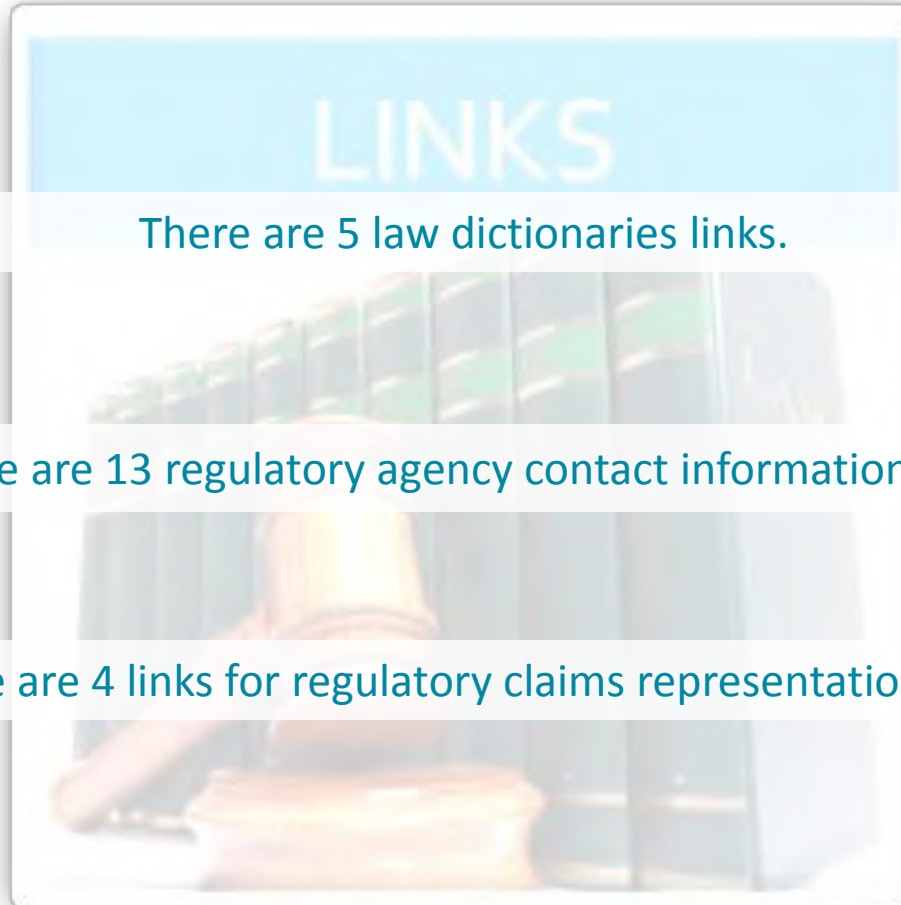 LINKS
There are 5 law dictionaries links.
are 13 regulatory agency contact information
are 4 links for regulatory claims